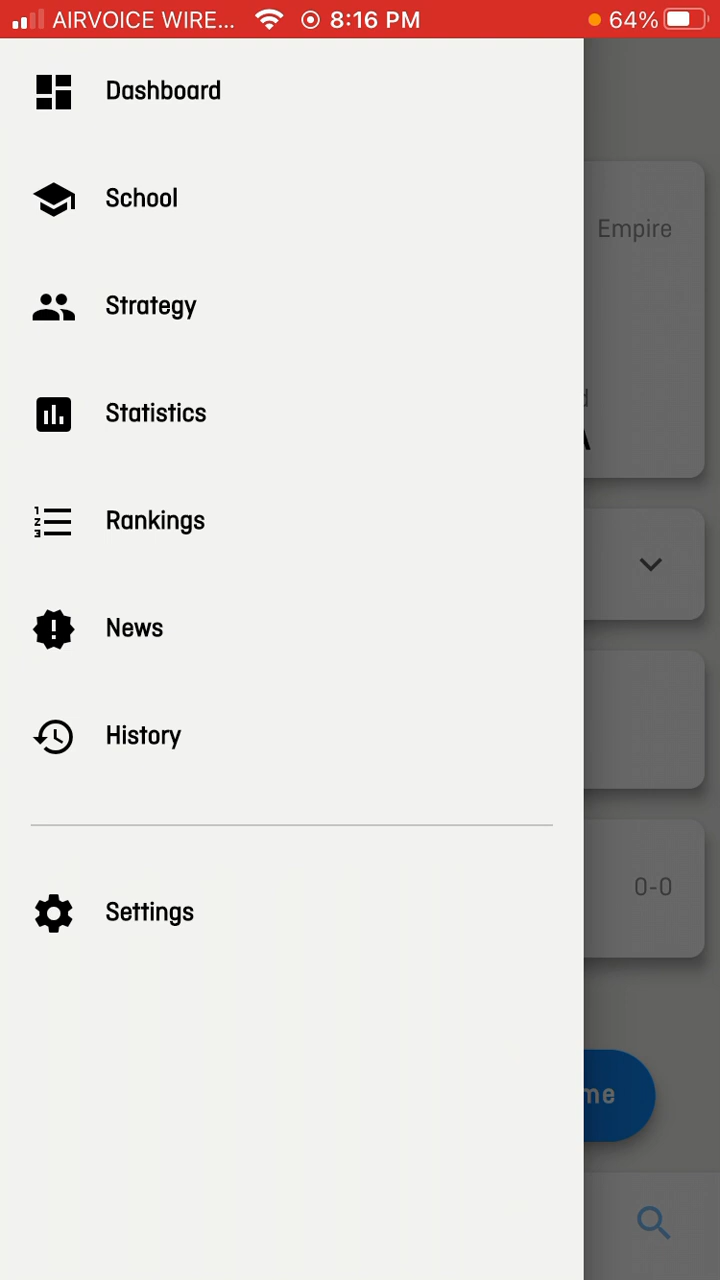 AIRVOICE WIRE... 8:16 PM 64%
Dashboard
School
Empire
Strategy
Statistics
Rankings
News
History
0-0
Settings
me